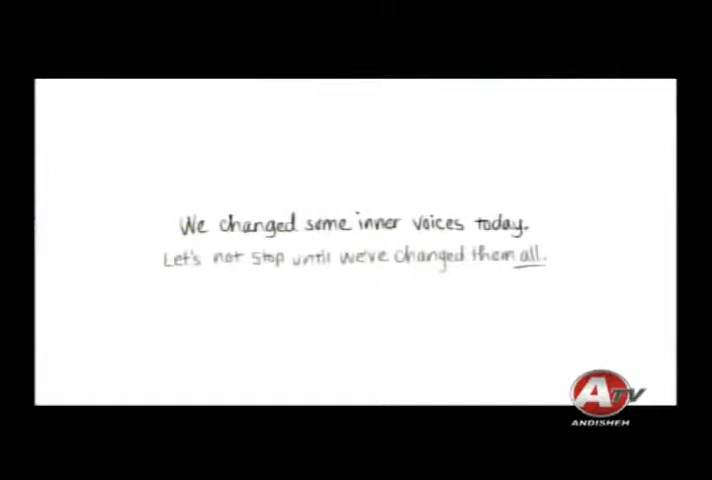 We changed some inner voices today.
Let's not stop until we've changed them all.
ATV
ANDISHEH